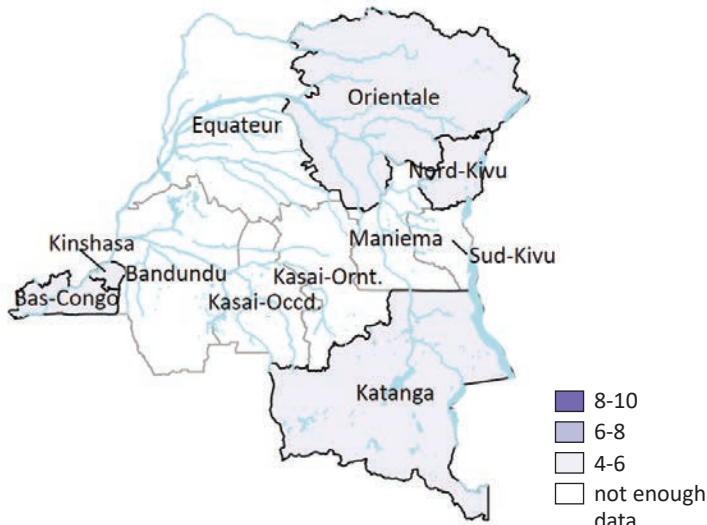 Orientale
Equateur
Nord-Kivu
Maniema
Kinshasa
Sud-Kivu
Bandundu
Kasai-Ornt.
Bas-Congo
Kasai-Occd.
Katanga
8-10
6-8
4-6
not enough
data